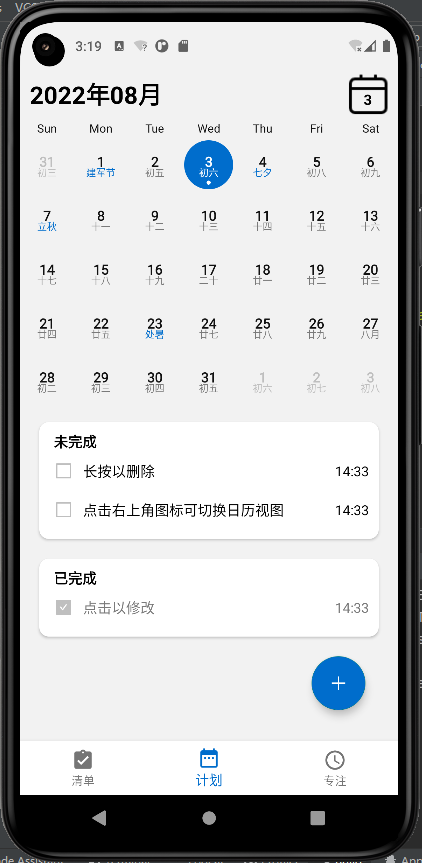 VC
3:19
2022年08月
3
Sun Mon Tue Wed Thu Fri Sat
31 1 2 3 4 5 6
初三 建军节 初五 初六 七夕 初八 初九
7 8 9 10 11 12 13
立秋 十一 十二 十三 十四 十五 十六
14 15 16 17 18 19 20
十七 十八 十九 二十 廿一 廿二 廿三
21 22 23 24 25 26 27
廿四 廿五 处暑 廿七 廿八 廿九 八月
28 29 30 31 1 2 3
初二 初三 初四 初五 初六 初七 初八
未完成
长按以删除 14:33
点击右上角图标可切换日历视图 14:33
已完成
点击以修改 14:33
+
清单 计划 专注